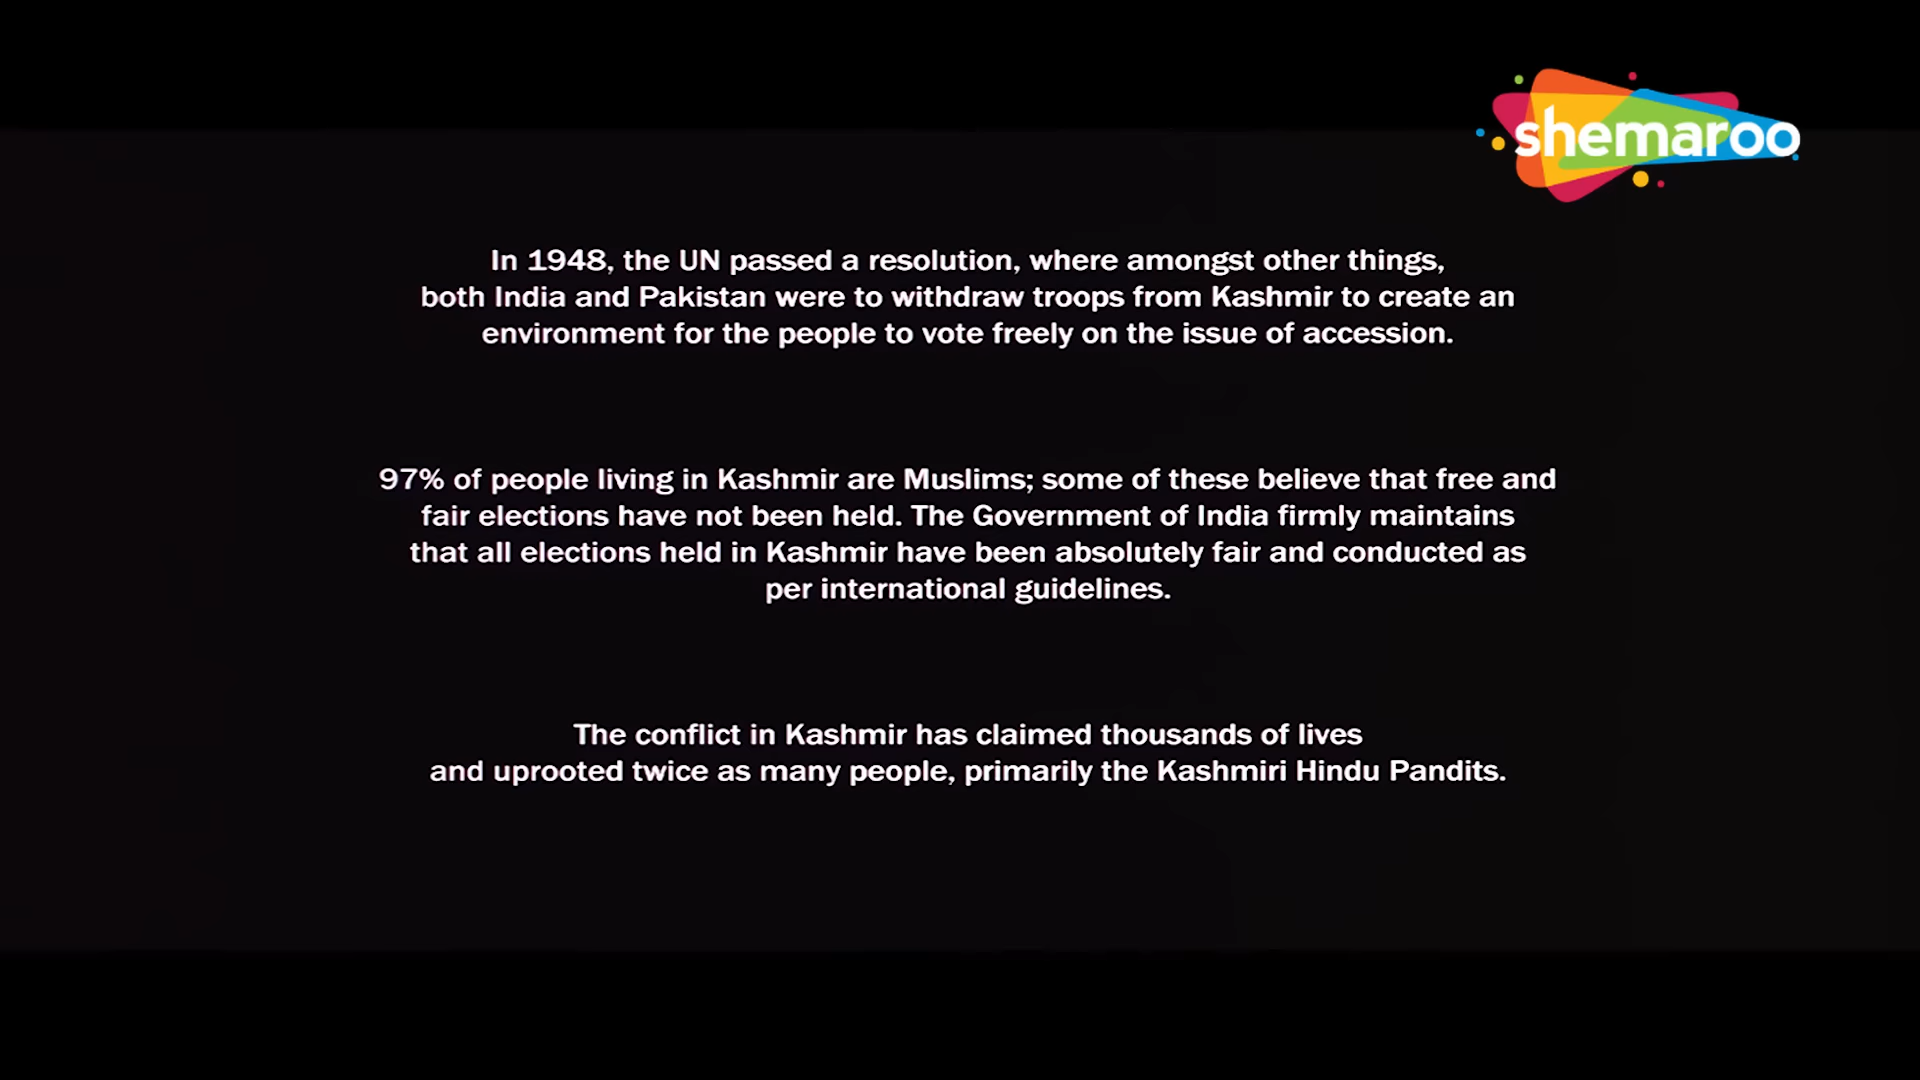 shemaroo
In 1948, the UN passed a resolution, where amongst other things,
both India and Pakistan were to withdraw troops from Kashmir to create an
environment for the people to vote freely on the issue of accession.
97% of people living in Kashmir are Muslims; some of these believe that free and
fair elections have not been held. The Government of India firmly maintains
that all elections held in Kashmir have been absolutely fair and conducted as
per international guidelines.
The conflict in Kashmir has claimed thousands of lives
and uprooted twice as many people, primarily the Kashmiri Hindu Pandits.